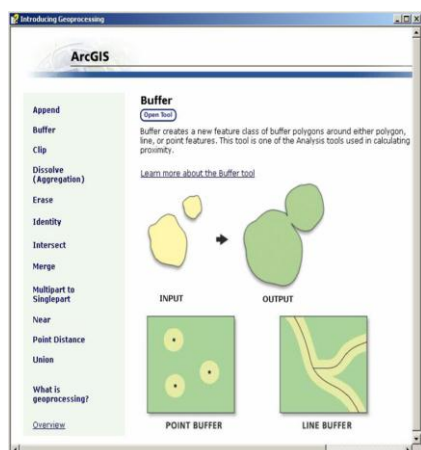 Introducing Geoprocessing
ArcGIS
Append
Buffer
Clip
Dissolve
(Aggregation)
Erase
Identity
Intersect
Merge
Multipart to
Singlepart
Near
Point Distance
Union
What is
geoprocessing?
Overview
Buffer
Open Tool
Buffer creates a new feature class of buffer polygons around either polygon,
line, or point features. This tool is one of the Analysis tools used in calculating
proximity.
Learn more about the Buffer tool
INPUT
OUTPUT
POINT BUFFER
LINE BUFFER